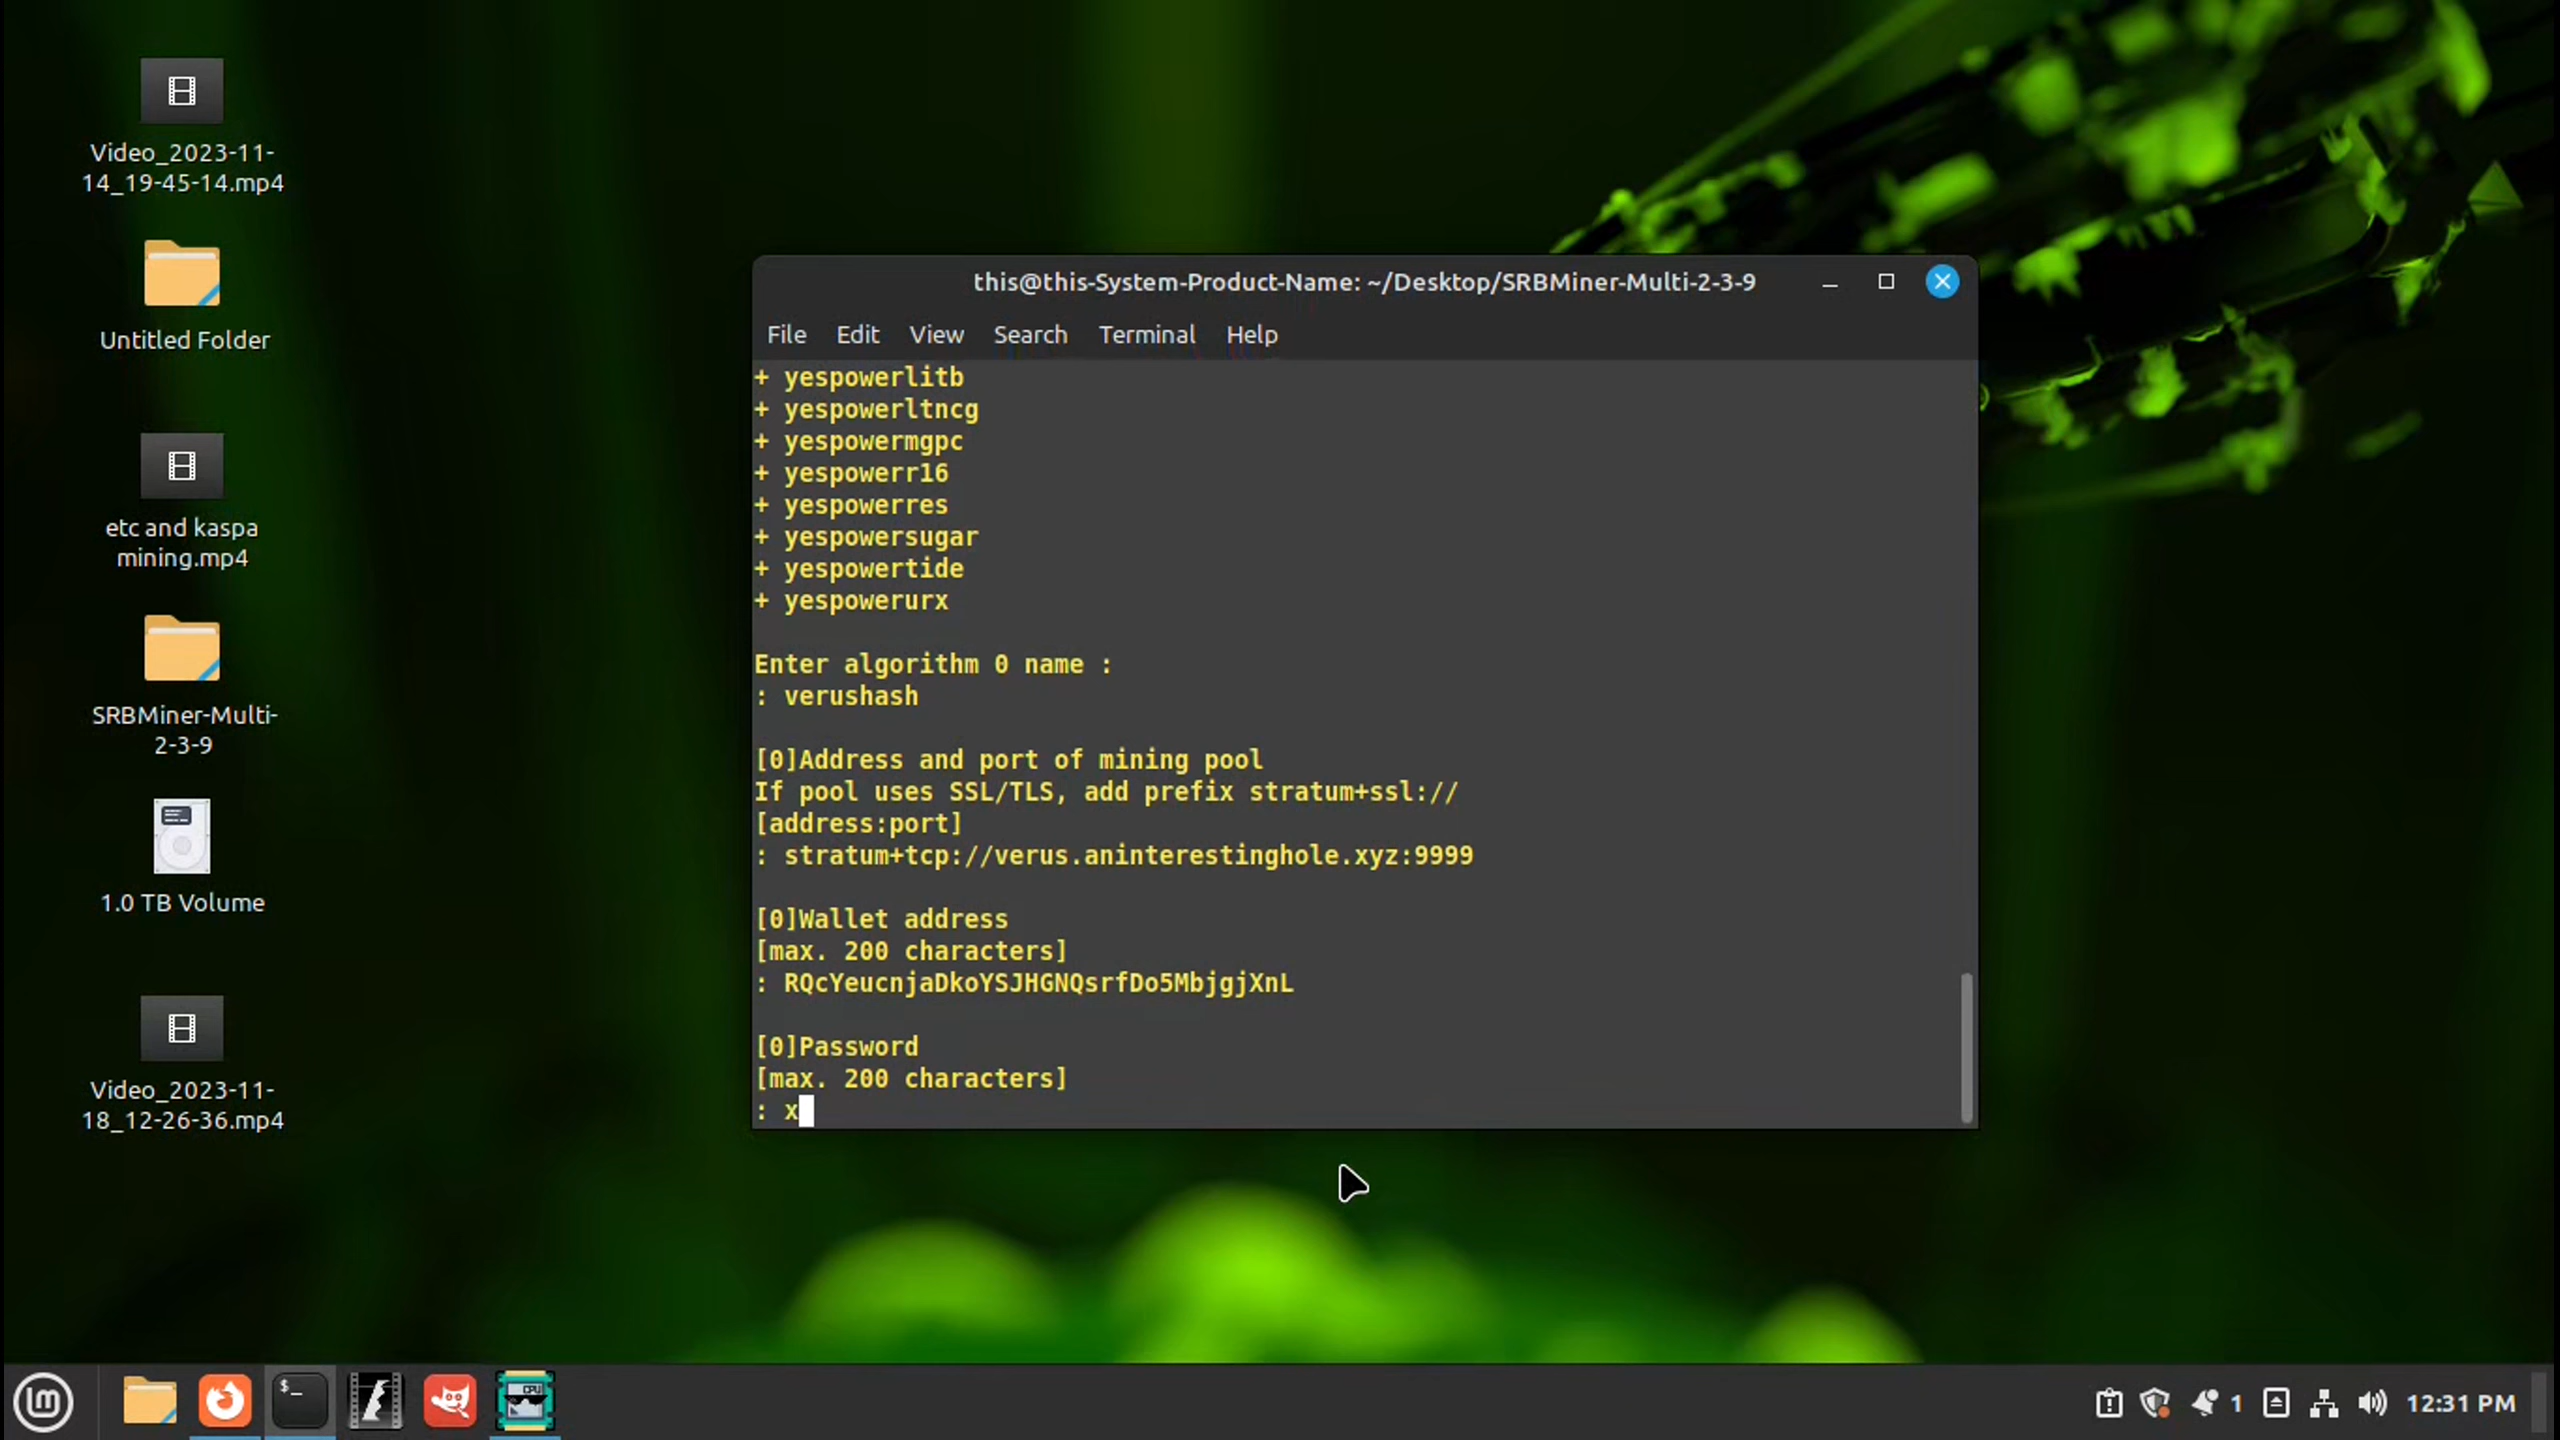 Video_2023-11-
14_19-45-14.mp4
Untitled Folder
etc and kaspa
mining.mp4
SRBMiner-Multi-
2-3-9
1.0 TB Volume
Video_2023-11-
18_12-26-36.mp4
this@this-System-Product-Name: ~/Desktop/SRBMiner-Multi-2-3-9
File Edit View Search Terminal Help
+ yespowerlitb
+ yespowerltncg
+ yespowermgpc
+ yespowerr16
+ yespowerres
+ yespowersugar
+ yespowertide
+ yespowerurx
Enter algorithm 0 name :
: verushash
[0]Address and port of mining pool
If pool uses SSL/TLS, add prefix stratum+ssl://
[address:port]
: stratum+tcp://verus.aninterestinghole.xyz:9999
[0]Wallet address
[max. 200 characters]
: RQcYeucnjaDkoYSJHGNQsrfDo5MbjgjXnL
[0]Password
[max. 200 characters]
: x
$_
CPU
1
12:31 PM